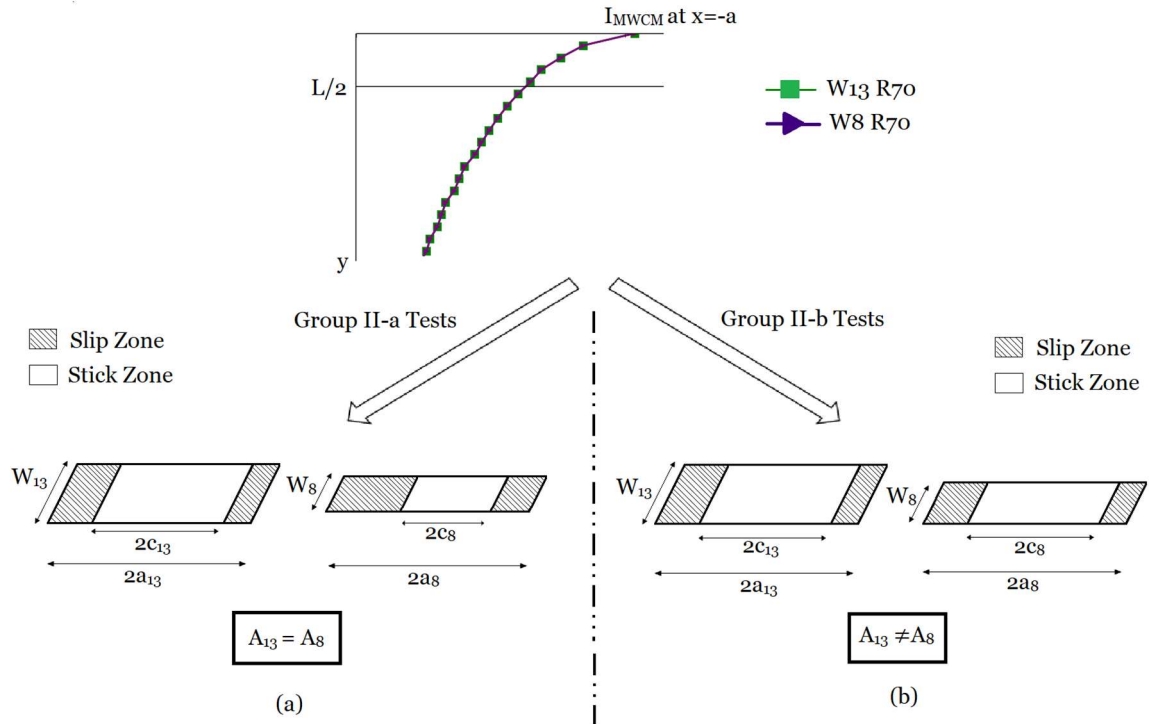 I_MWCM at x=-a
L/2
W13 R70
W8 R70
y
Group II-a Tests
Group II-b Tests
Slip Zone
Stick Zone
Slip Zone
Stick Zone
W₁₃
2c₁₃
2a₁₃
W₈
2c₈
2a₈
W₁₃
2c₁₃
2a₁₃
W₈
2c₈
2a₈
A₁₃ = A₈
A₁₃ ≠ A₈
(a)
(b)